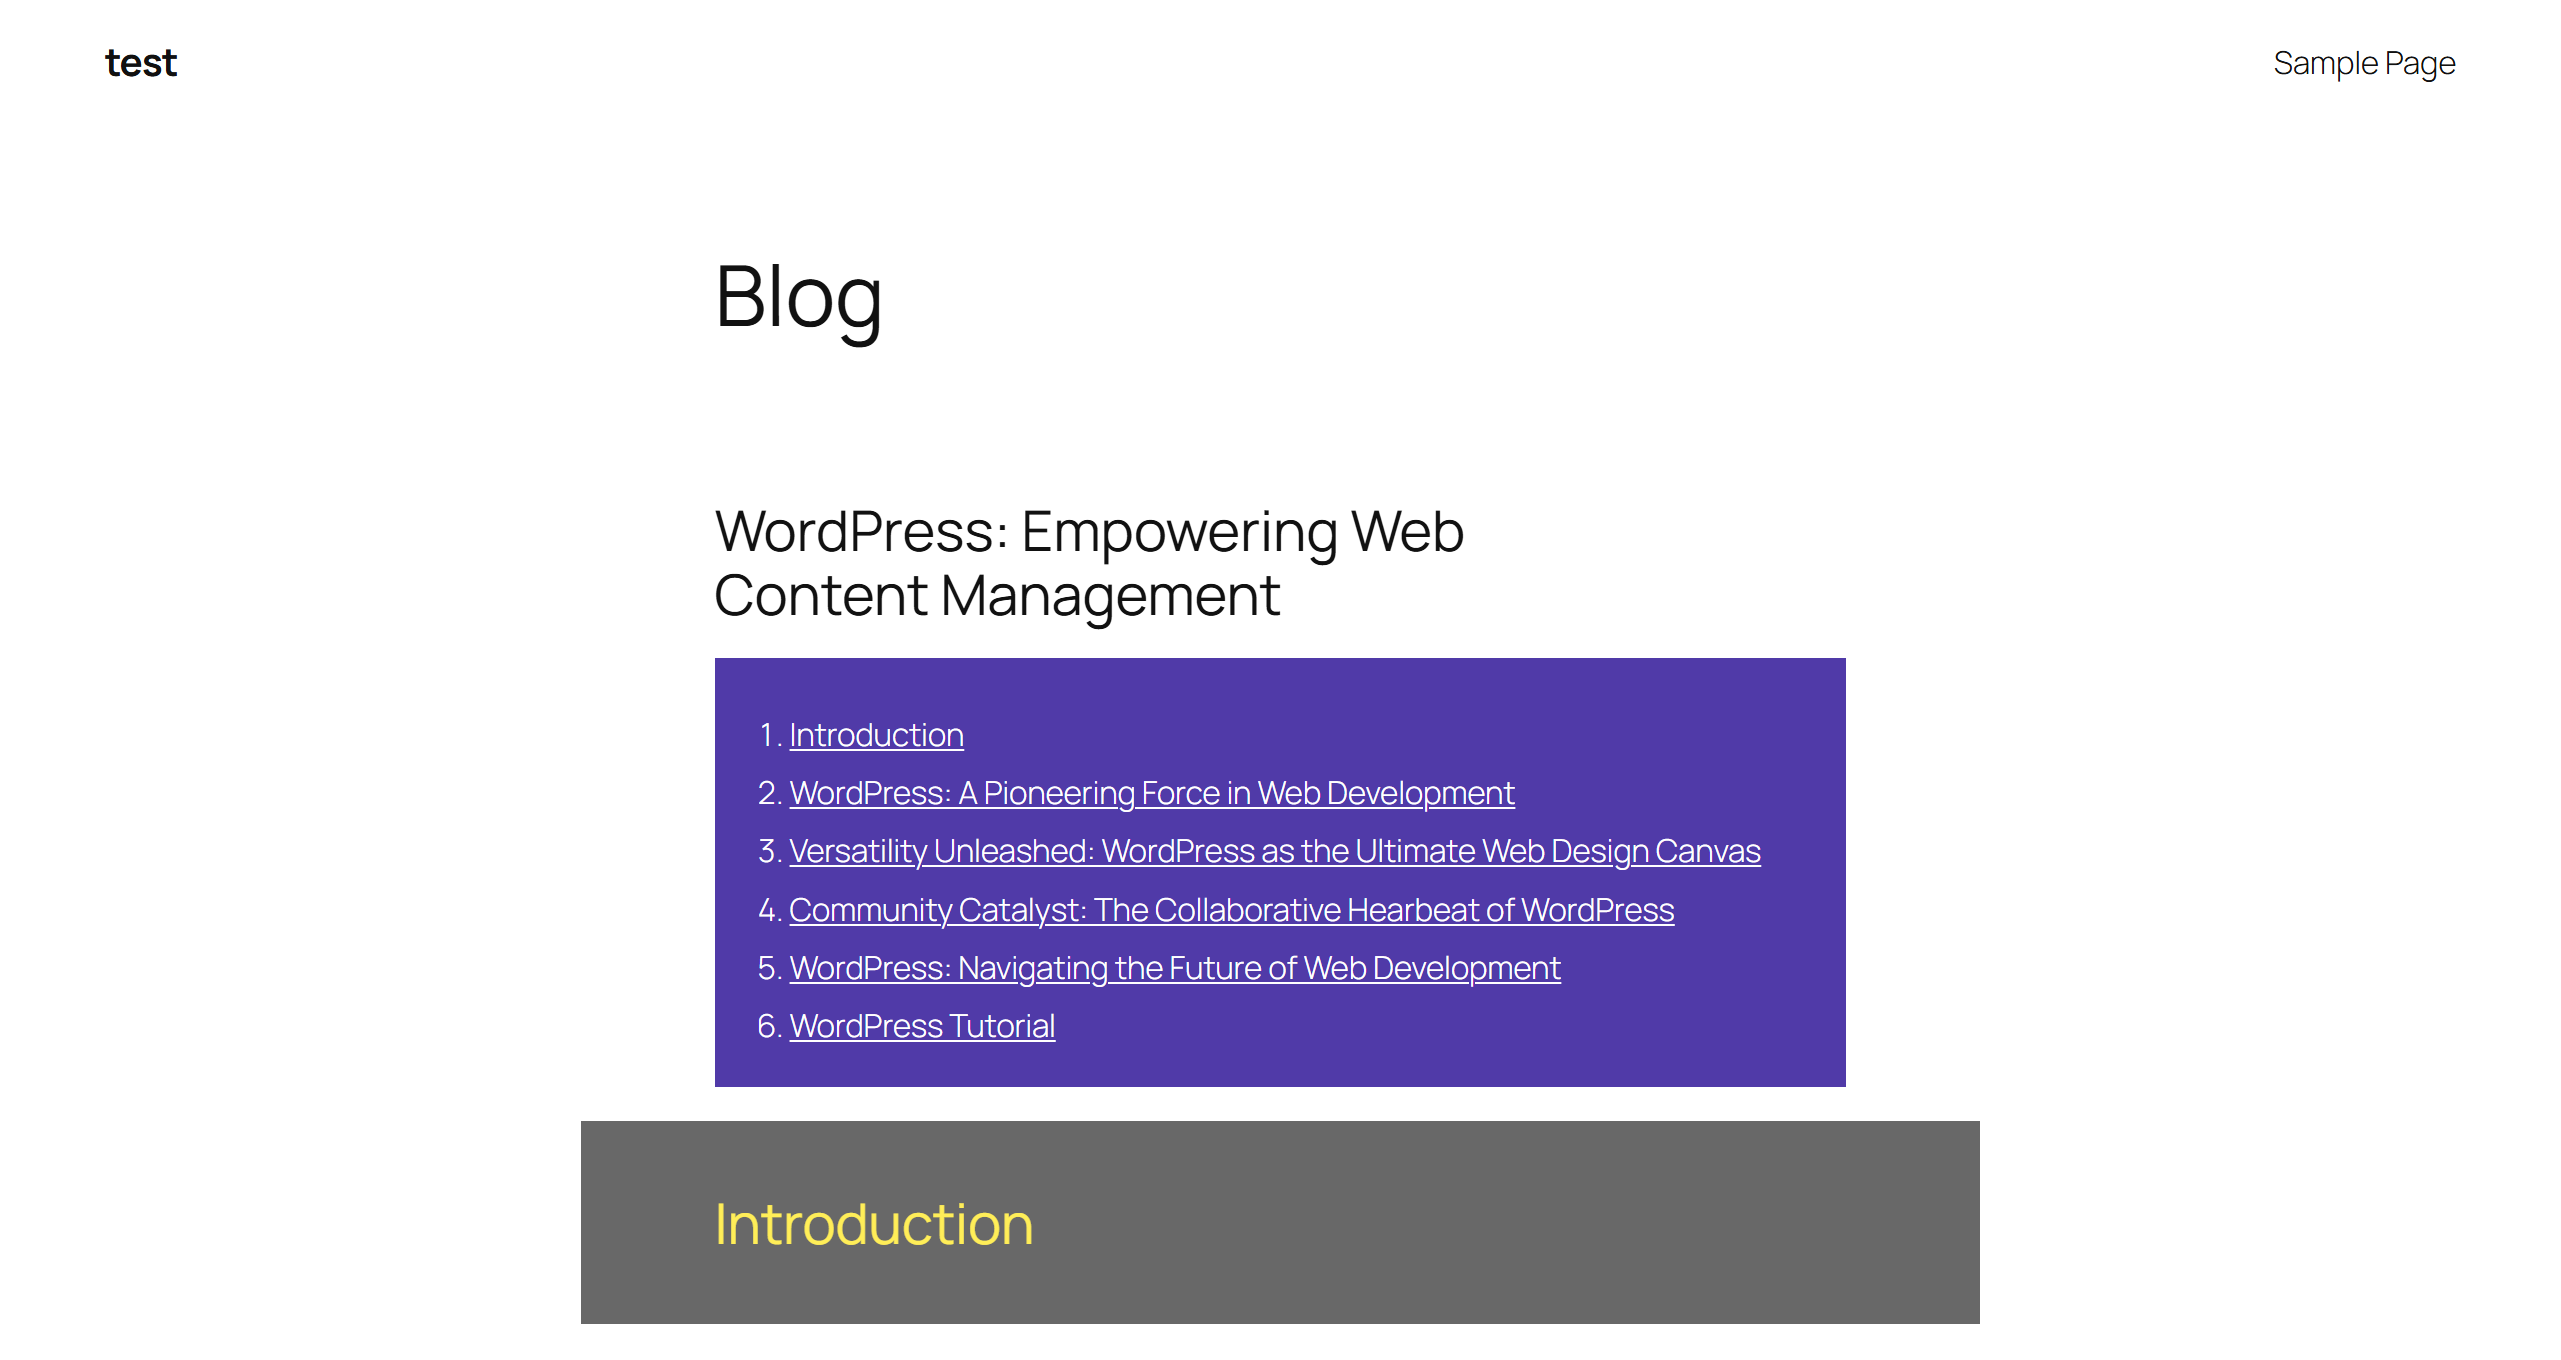 test
Sample Page
Blog
WordPress: Empowering Web
Content Management
1. Introduction
2. WordPress: A Pioneering Force in Web Development
3. Versatility Unleashed: WordPress as the Ultimate Web Design Canvas
4. Community Catalyst: The Collaborative Hearbeat of WordPress
5. WordPress: Navigating the Future of Web Development
6. WordPress Tutorial
Introduction